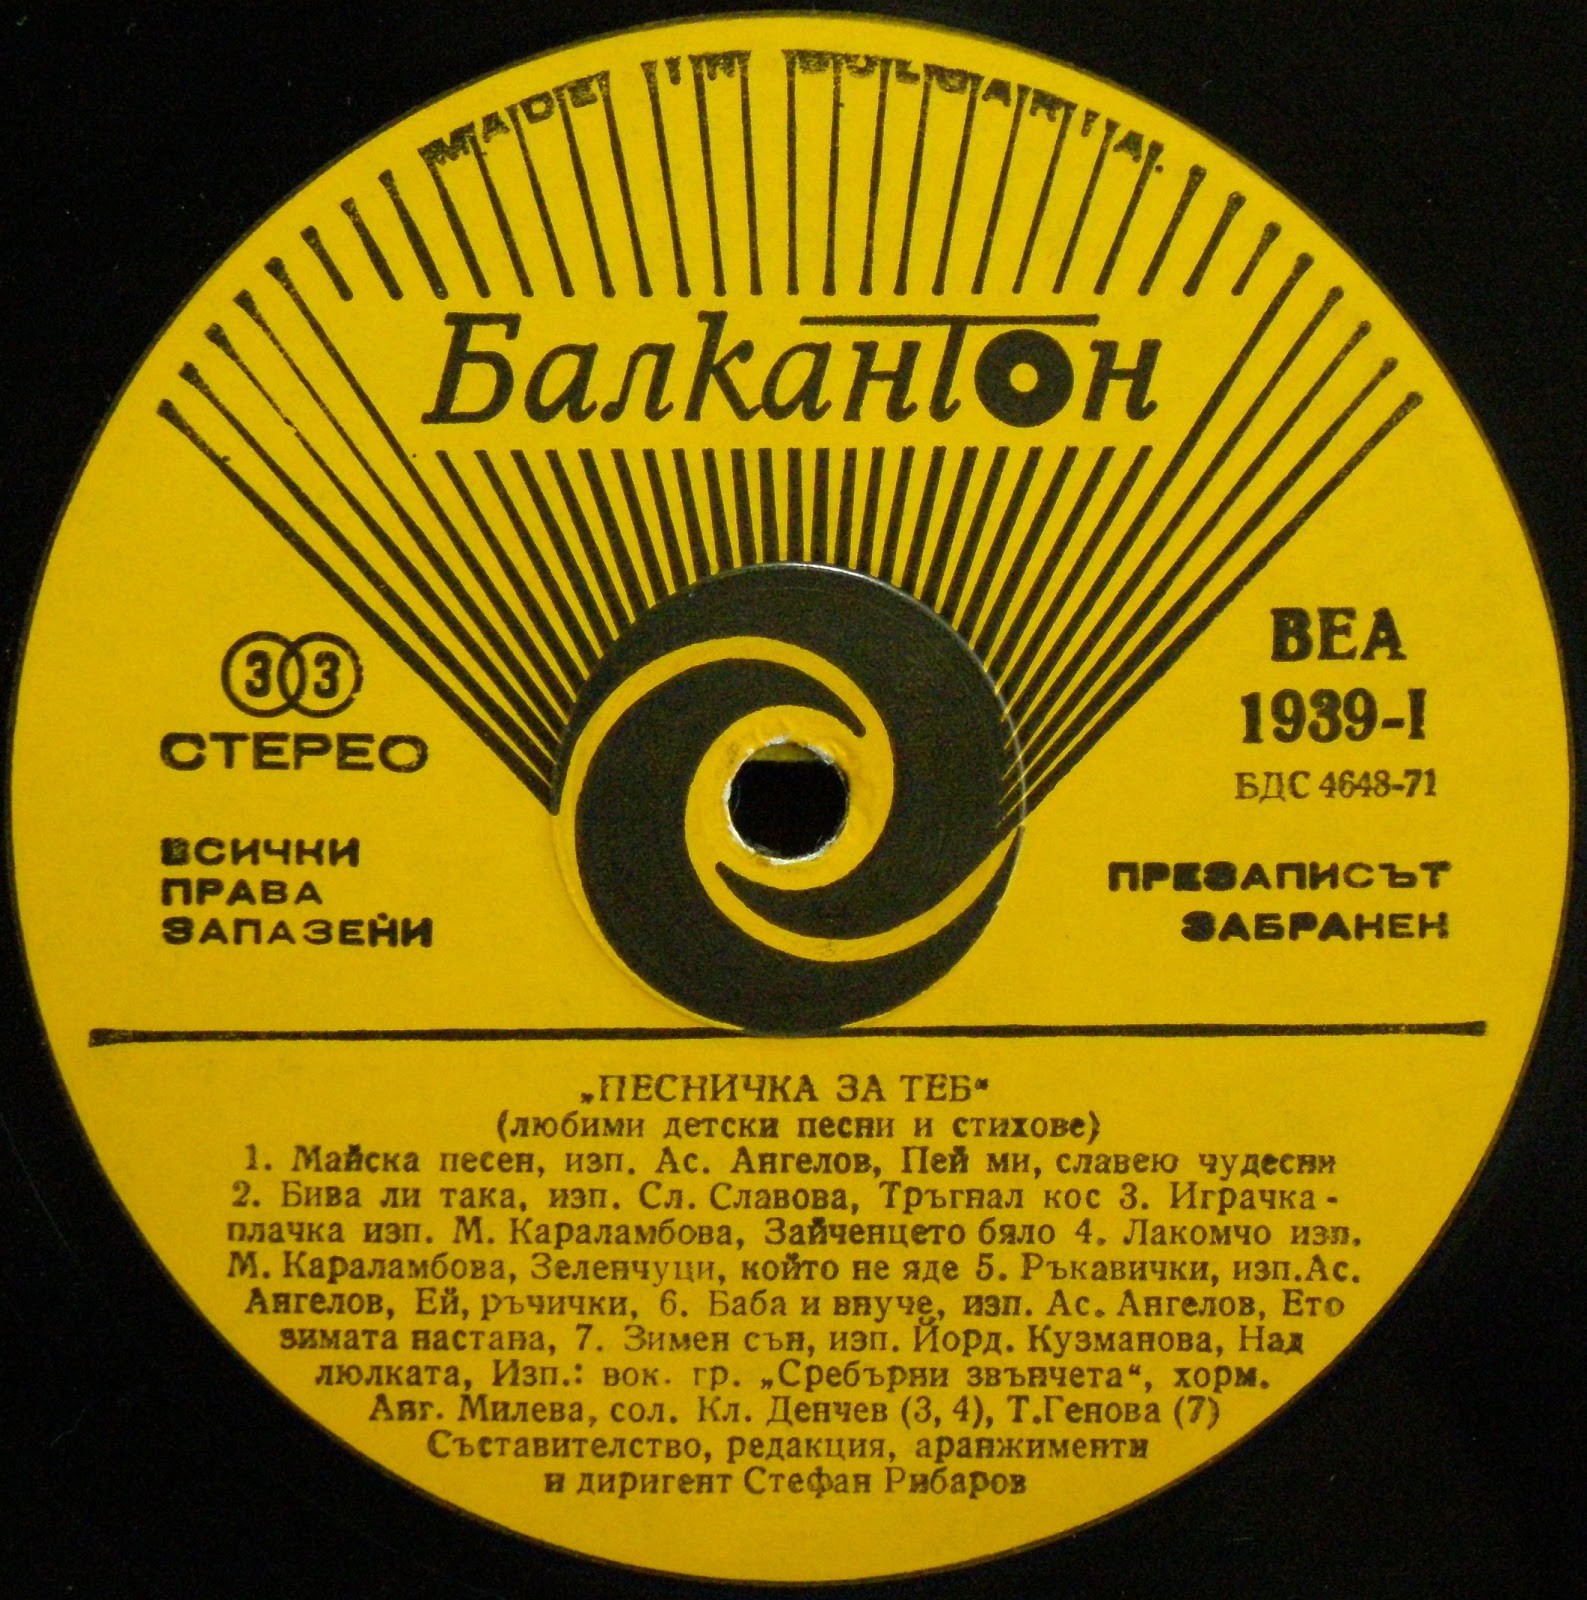 MADE IN BULGARIA
Балкантон
33
СТЕРЕО
ВСИЧКИ
ПРАВА
ЗАПАЗЕНИ
ВЕА
1939-I
БДС 4648-71
ПРЕЗАПИСЪТ
ЗАБРАНЕН
„ПЕСНИЧКА ЗА ТЕБ“
(любими детски песни и стихове)
1. Майска песен, изп. Ас. Ангелов, Пей ми, славею чудесни
2. Бива ли така, изп. Сл. Славова, Тръгнал кос 3. Играчка -
плачка изп. М. Караламбова, Зайченцето бяло 4. Лакомчо изп.
М. Караламбова, Зеленчуци, който не яде 5. Ръкавички, изп.Ас.
Ангелов, Ей, ръчички, 6. Баба и внуче, изп. Ас. Ангелов, Ето
зимата настана, 7. Зимен сън, изп. Йорд. Кузманова, Над
люлката, Изп.: вок. гр. „Сребърни звънчета“, хорм.
Анг. Милева, сол. Кл. Денчев (3, 4), Т.Генова (7)
Съставителство, редакция, аранжименти
и диригент Стефан Рибаров